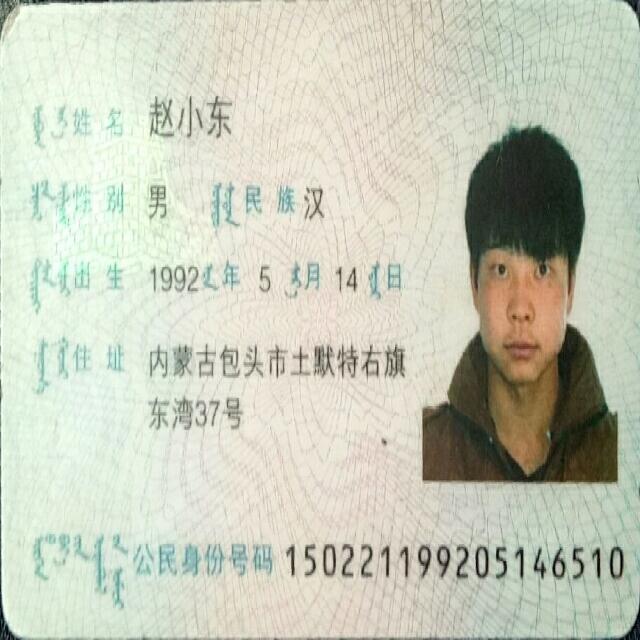 姓名 赵小东
性别 男 民族 汉
出生 1992 年 5 月 14 日
住址 内蒙古包头市土默特右旗
东湾37号
公民身份号码 150221199205146510